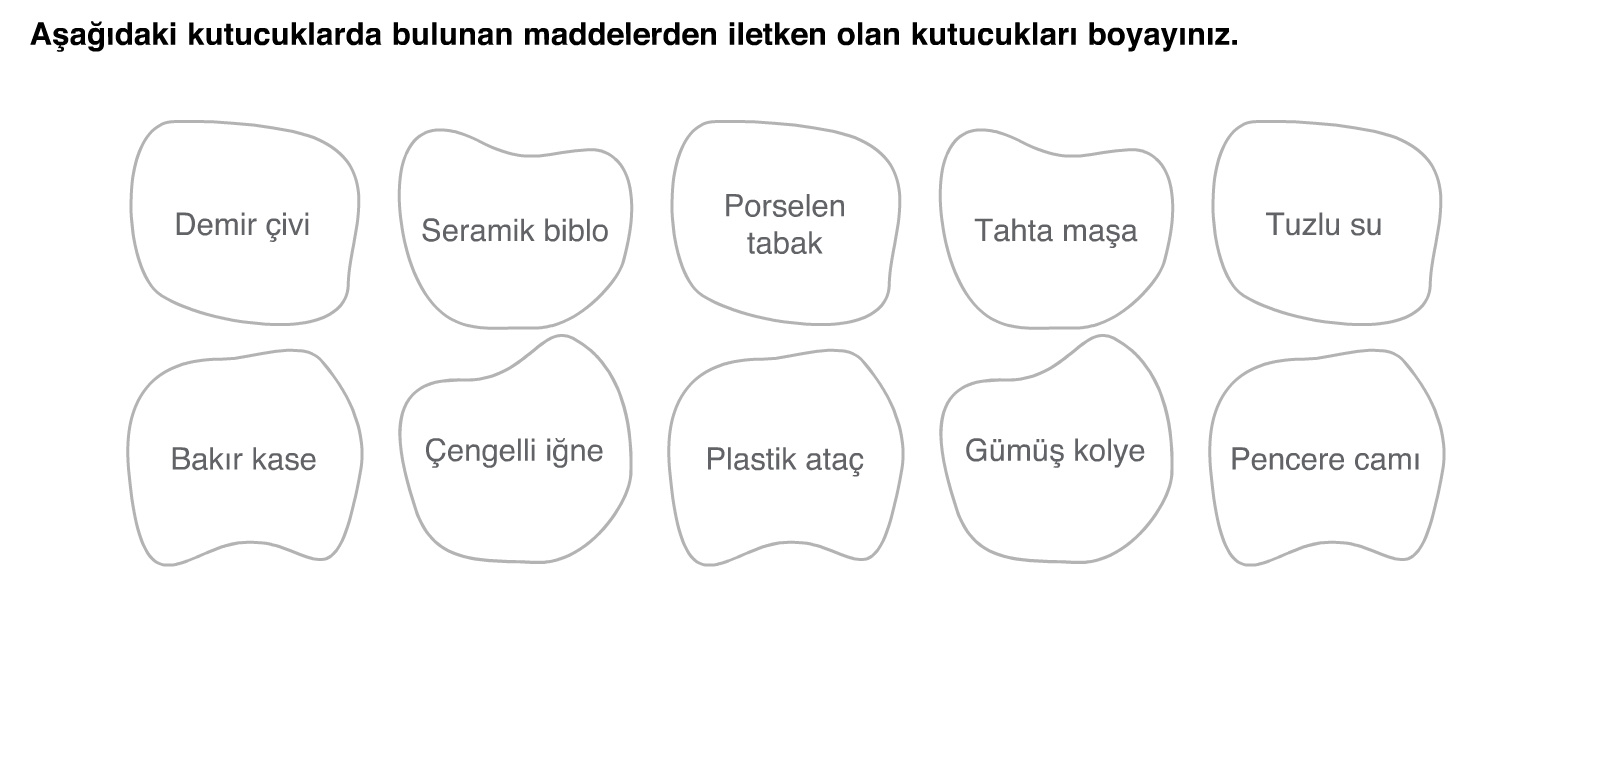 Aşağıdaki kutucuklarda bulunan maddelerden iletken olan kutucukları boyayınız.
Demir çivi
Seramik biblo
Porselen
tabak
Tahta maşa
Tuzlu su
Bakır kase
Çengelli iğne
Plastik ataç
Gümüş kolye
Pencere camı